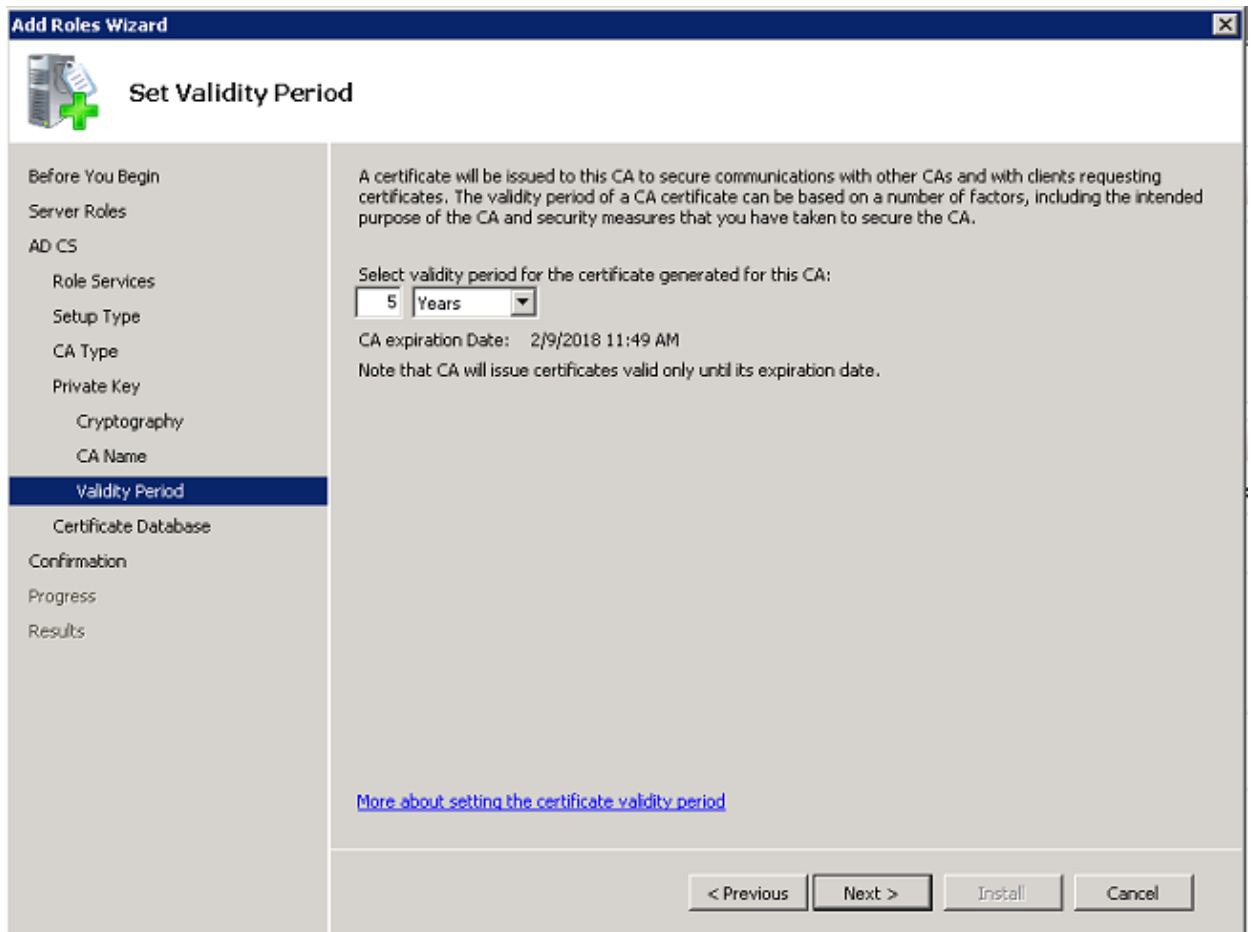 Add Roles Wizard
Set Validity Period
Before You Begin
Server Roles
AD CS
Role Services
Setup Type
CA Type
Private Key
Cryptography
CA Name
Validity Period
Certificate Database
Confirmation
Progress
Results
A certificate will be issued to this CA to secure communications with other CAs and with clients requesting
certificates. The validity period of a CA certificate can be based on a number of factors, including the intended
purpose of the CA and security measures that you have taken to secure the CA.
Select validity period for the certificate generated for this CA:
5 Years
CA expiration Date: 2/9/2018 11:49 AM
Note that CA will issue certificates valid only until its expiration date.
More about setting the certificate validity period
< Previous Next > Install Cancel